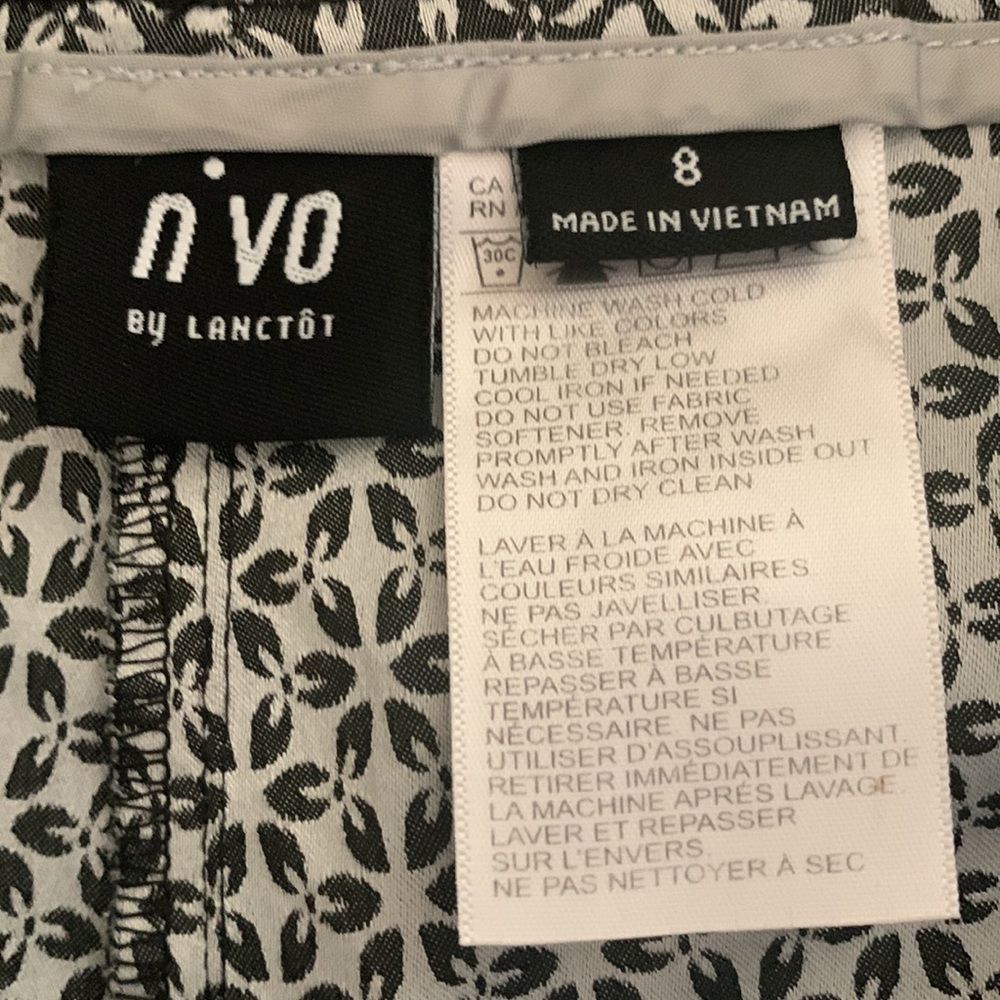 nivo
BY LANCTÔT
8
MADE IN VIETNAM
CA
RN
30C
MACHINE WASH COLD
WITH LIKE COLORS
DO NOT BLEACH
TUMBLE DRY LOW
COOL IRON IF NEEDED
DO NOT USE FABRIC
SOFTENER. REMOVE
PROMPTLY AFTER WASH
WASH AND IRON INSIDE OUT
DO NOT DRY CLEAN
LAVER À LA MACHINE À
L'EAU FROIDE AVEC
COULEURS SIMILAIRES
NE PAS JAVELLISER
SÉCHER PAR CULBUTAGE
À BASSE TEMPÉRATURE
REPASSER À BASSE
TEMPÉRATURE SI
NÉCESSAIRE NE PAS
UTILISER D'ASSOUPLISSANT
RETIRER IMMÉDIATEMENT DE
LA MACHINE APRÉS LAVAGE.
LAVER ET REPASSER
SUR L'ENVERS
NE PAS NETTOYER À SEC